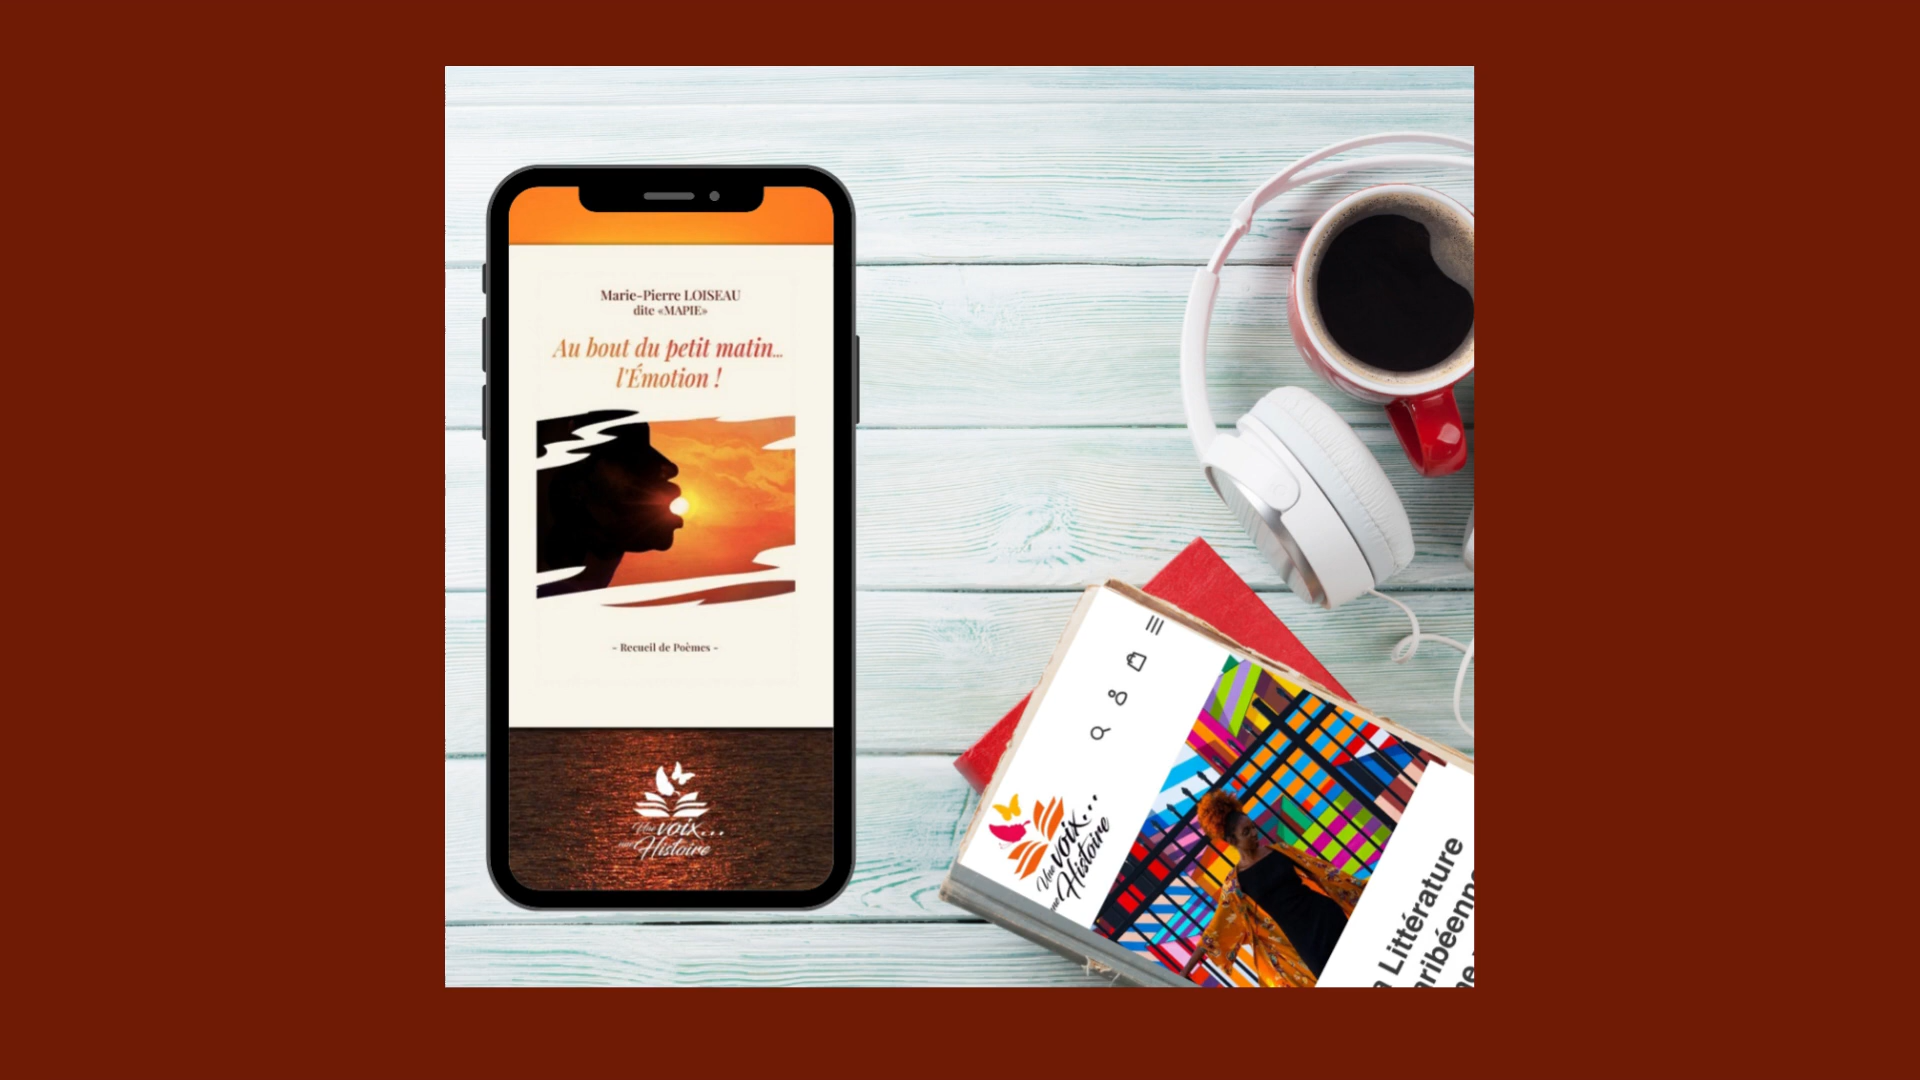 Marie-Pierre LOISEAU
dite «MAPIE»
Au bout du petit matin...
l'Émotion !
- Recueil de Poèmes -
Une voix...
une Histoire
Une voix...
une Histoire
Littérature